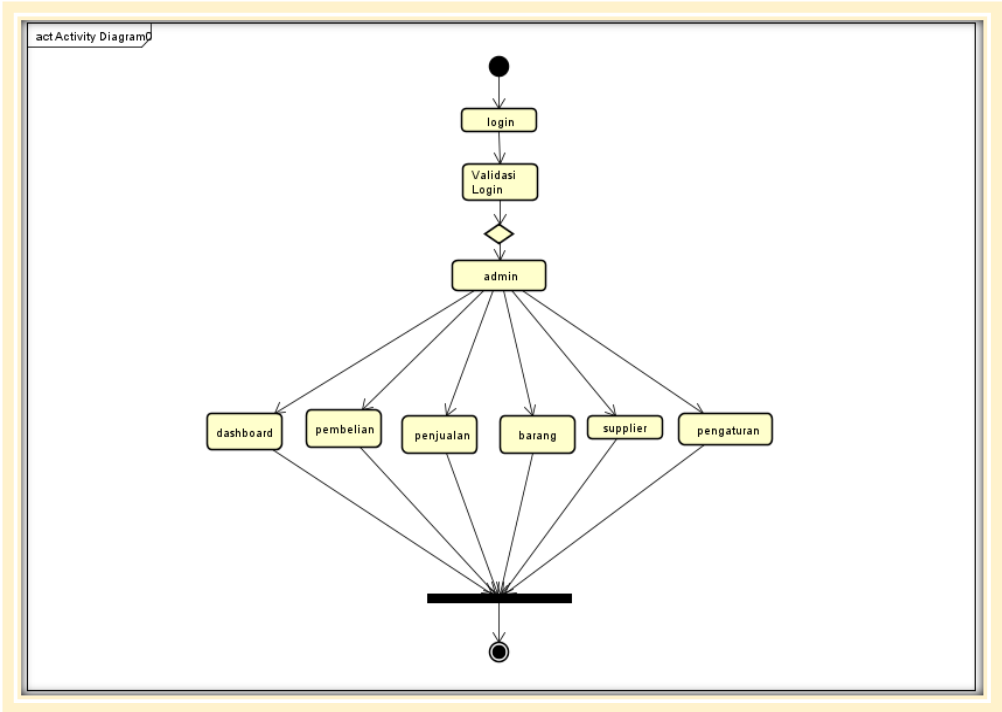 act Activity Diagram0
login
Validasi
Login
admin
dashboard
pembelian
penjualan
barang
supplier
pengaturan